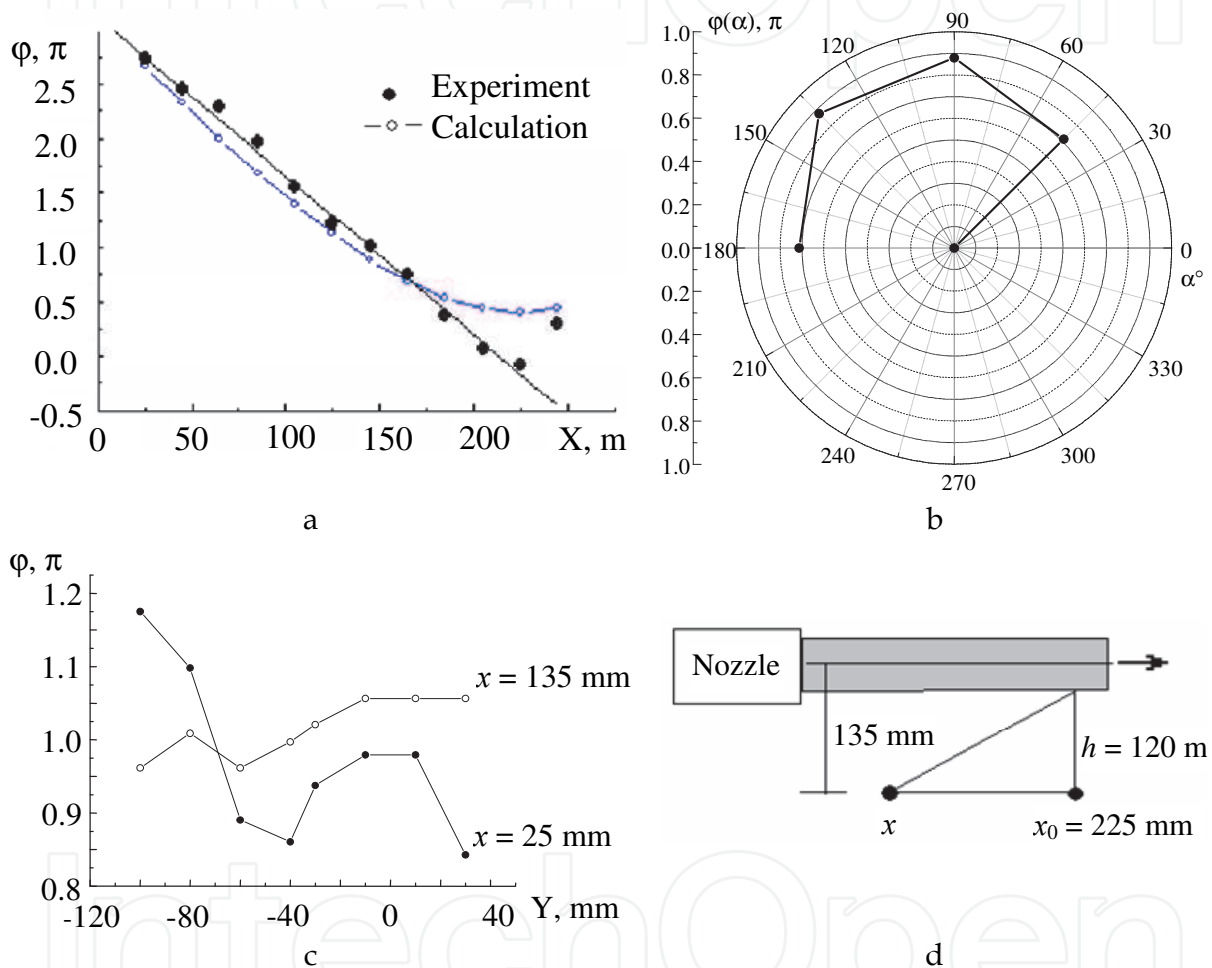 φ, π
2.5
2.0
1.5
1.0
0.5
0.0
-0.5
0
50
100
150
200
X, m
Experiment
Calculation
a
φ(α), π
1.0
0.8
0.6
0.4
0.2
0.0
0.2
0.4
0.6
0.8
1.0
90
120
60
150
30
180
0
α°
210
330
240
300
270
b
φ, π
1.2
1.1
1.0
0.9
0.8
-120
-80
-40
0
40
Y, mm
x = 135 mm
x = 25 mm
c
Nozzle
135 mm
h = 120 m
x
x₀ = 225 mm
d
IntechOpen
IntechOpen